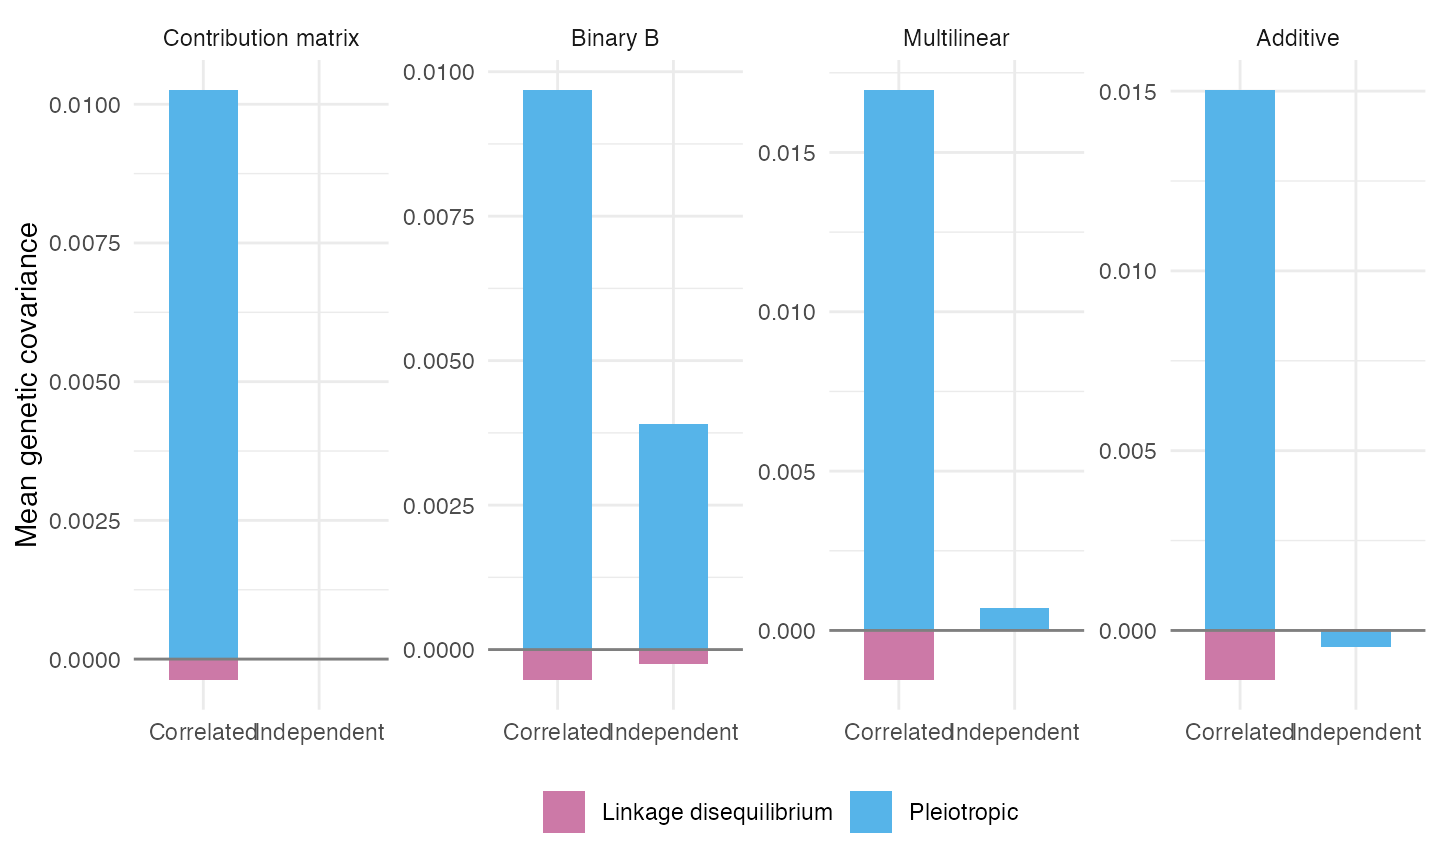 Contribution matrix
Binary B
Multilinear
Additive
Mean genetic covariance
0.0100
0.0075
0.0050
0.0025
0.0000
0.0100
0.0075
0.0050
0.0025
0.0000
0.015
0.010
0.005
0.000
0.015
0.010
0.005
0.000
Correlated
Independent
Correlated
Independent
Correlated
Independent
Correlated
Independent
Linkage disequilibrium
Pleiotropic